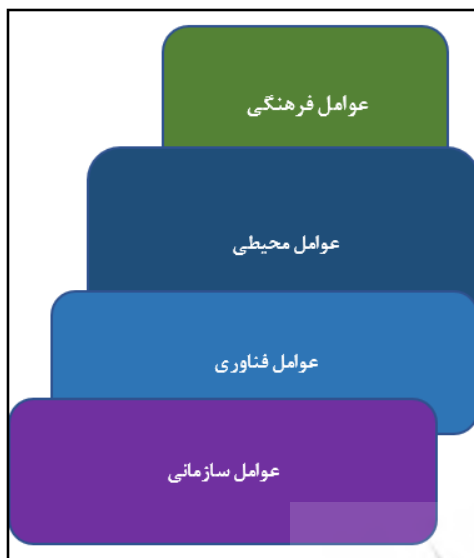 عوامل فرهنگی
عوامل محیطی
عوامل فناوری
عوامل سازمانی